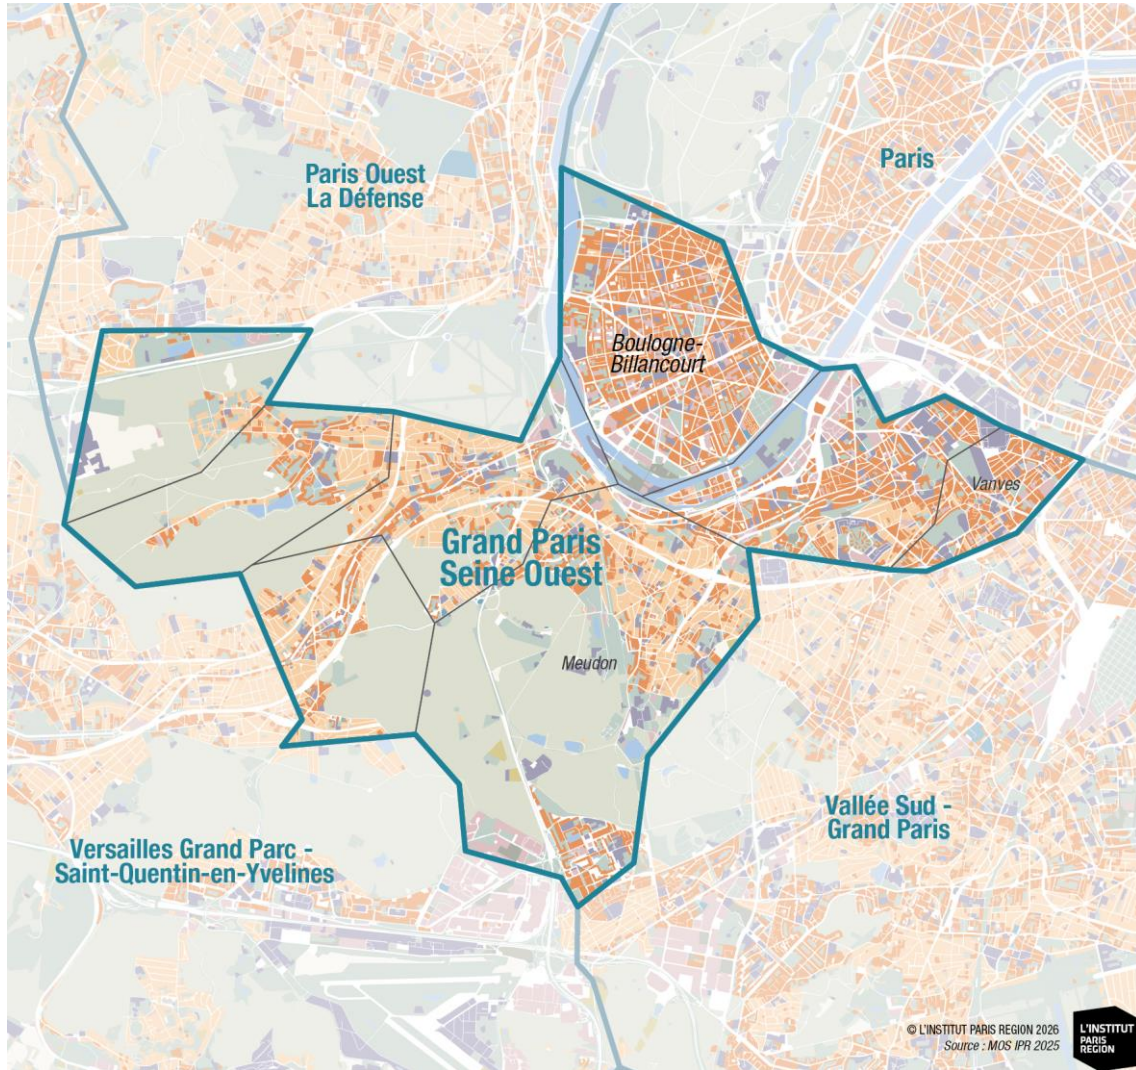 Paris Ouest
La Défense
Paris
Boulogne-
Billancourt
Vanves
Grand Paris
Seine Ouest
Meudon
Vallée Sud -
Grand Paris
Versailles Grand Parc -
Saint-Quentin-en-Yvelines
© L'INSTITUT PARIS REGION 2026
Source : MOS IPR 2025
L'INSTITUT
PARIS
REGION